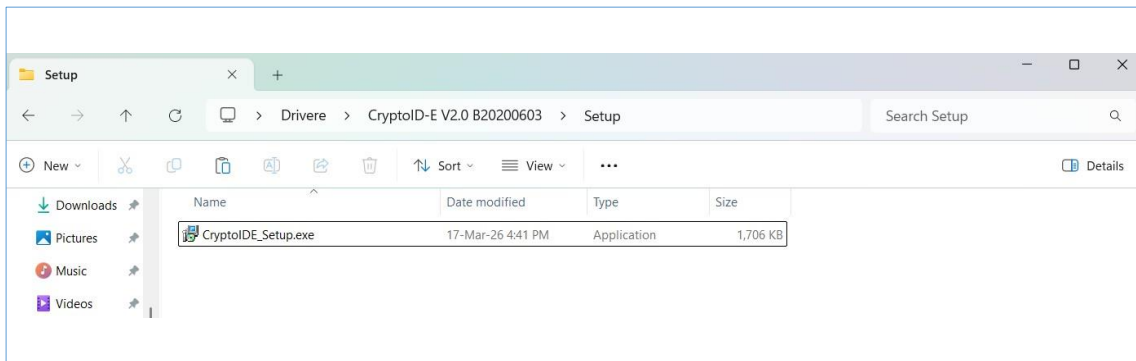 Setup
Drivere > CryptoID-E V2.0 B20200603 > Setup
Search Setup
New
Sort
View
Details
Name
Date modified
Type
Size
Downloads
CryptoIDE_Setup.exe 17-Mar-26 4:41 PM Application 1,706 KB
Pictures
Music
Videos